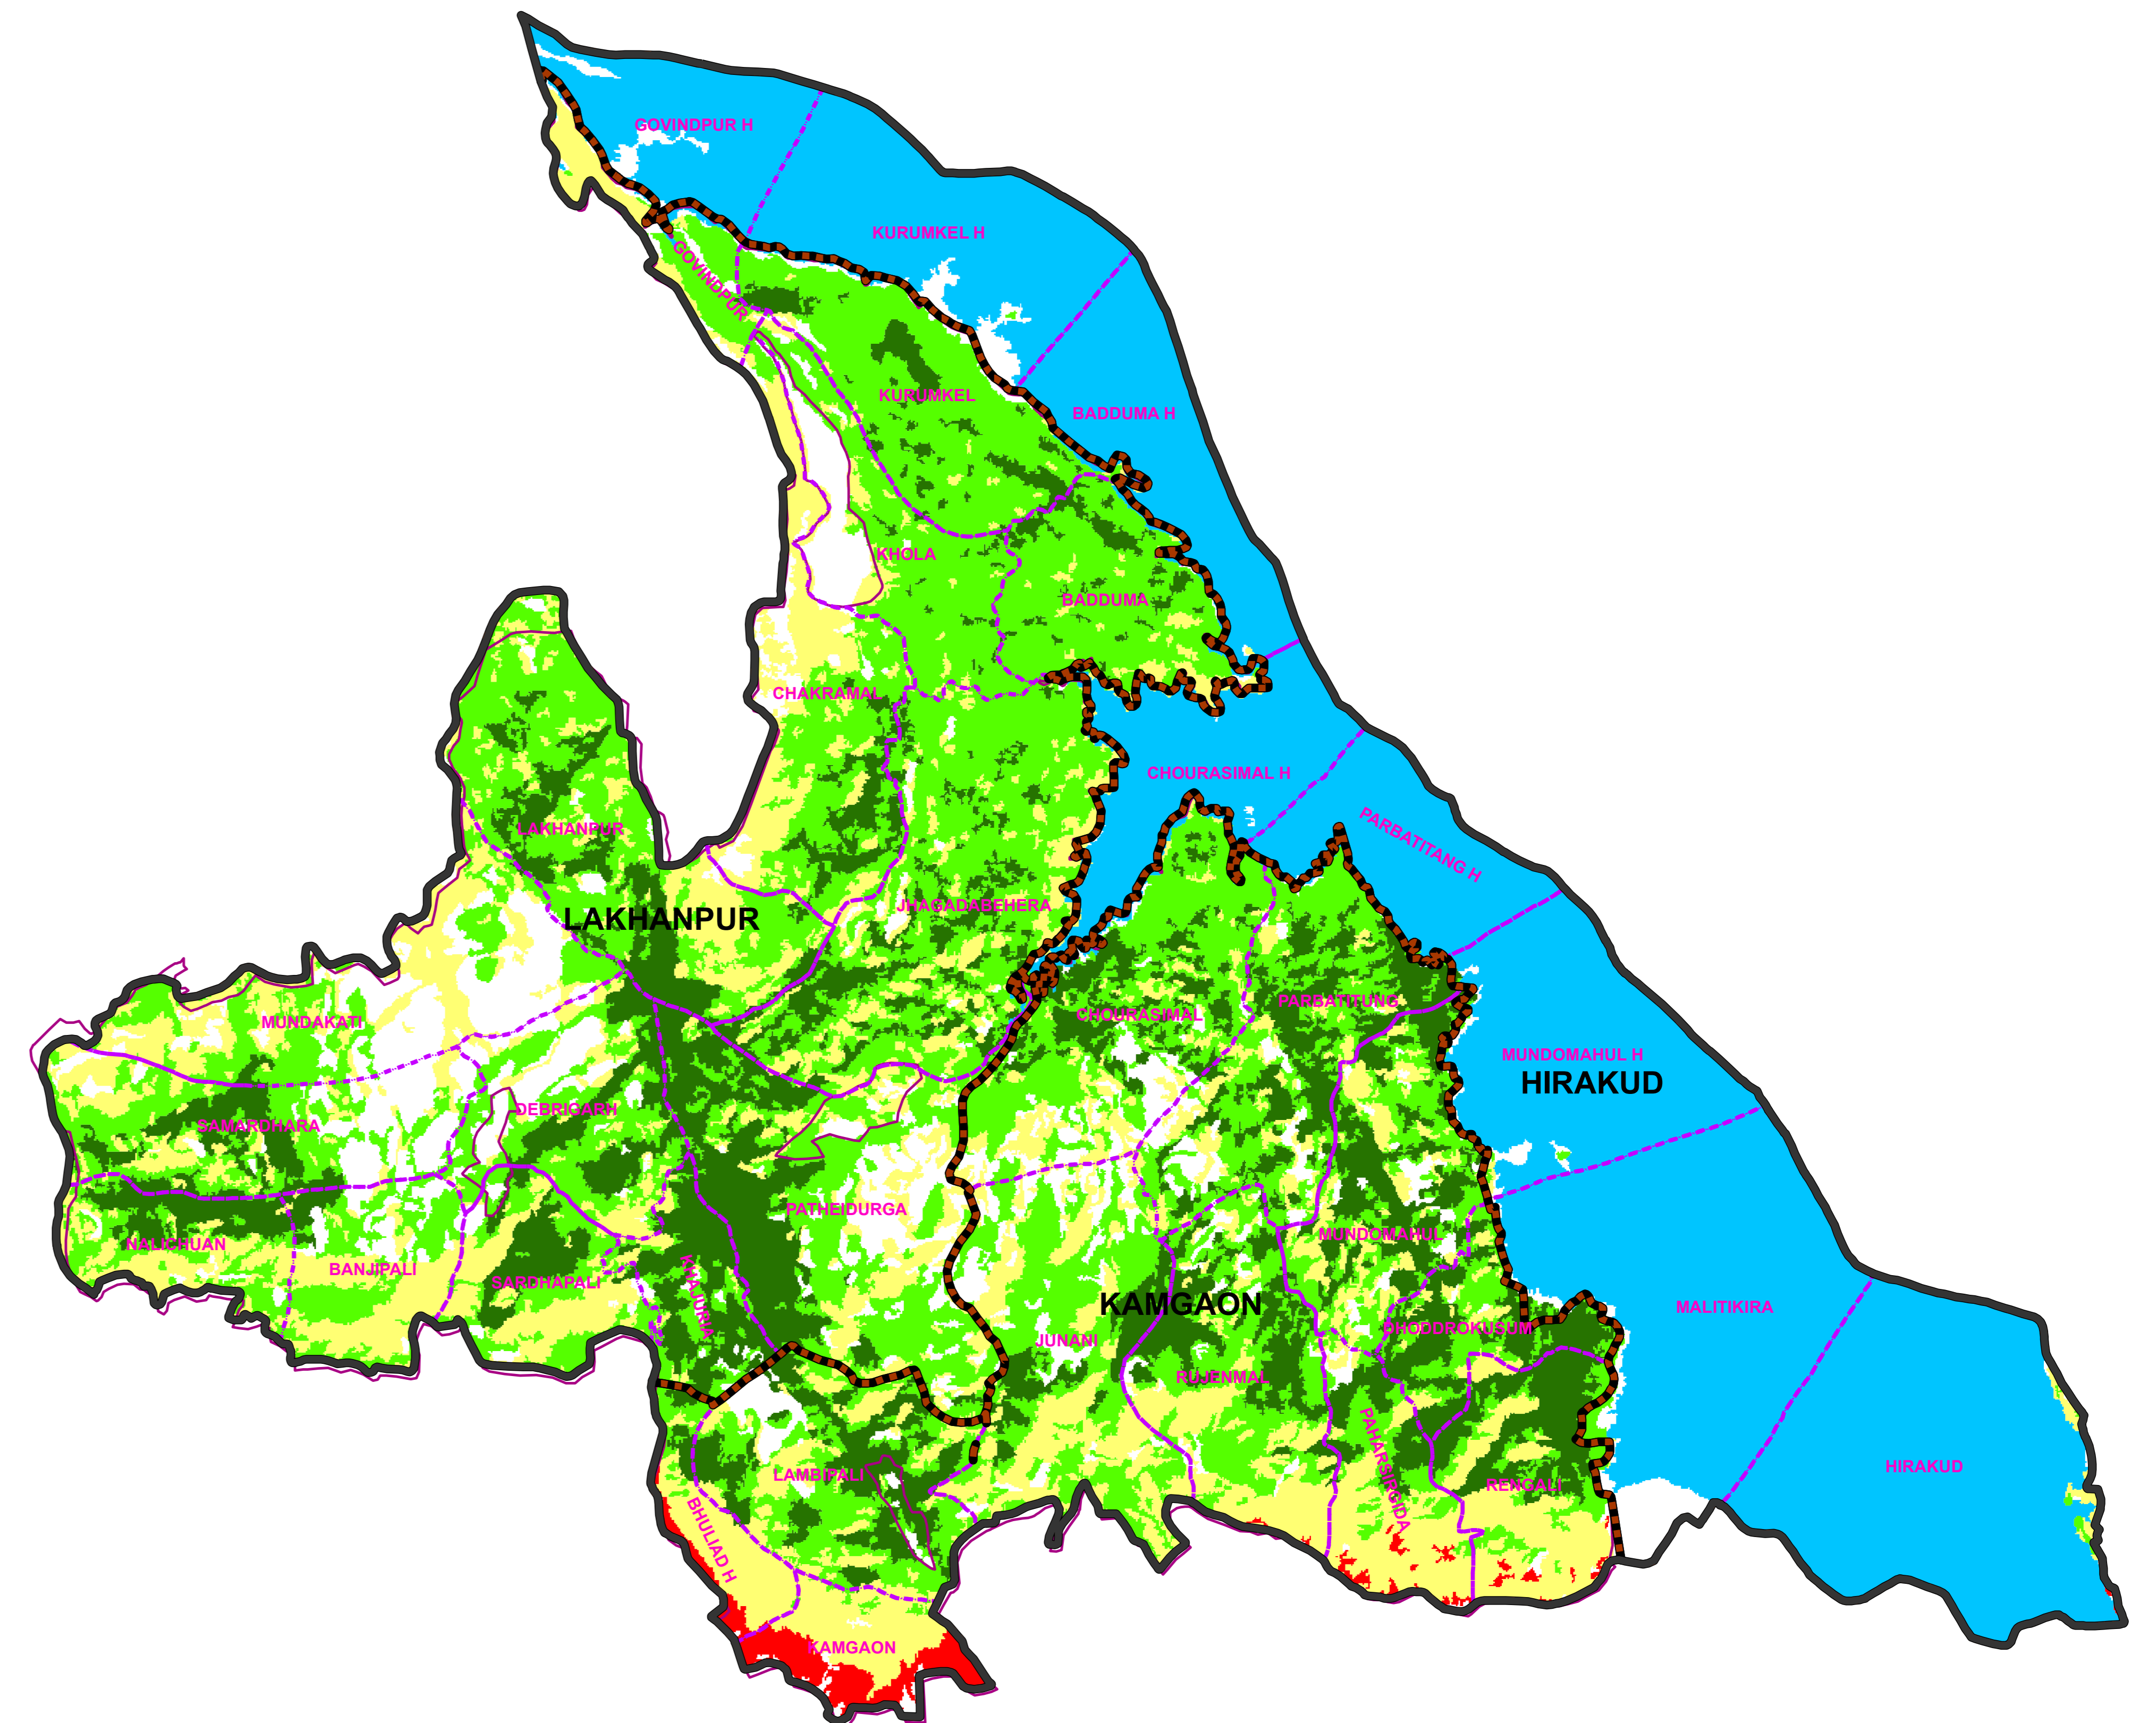 GOVINDPUR H
KURUMKEL H
GOVINDPUR
KURUMKEL
BADDUMA H
KHOLA
BADDUMA
CHAKRAMAL
CHOURASIMAL H
LAKHANPUR
PARBATITANG H
JHAGADABEHERA
LAKHANPUR
PARBATITUNG
CHOURASIMAL
MUNDAKATI
MUNDOMAHUL H
HIRAKUD
DEBRIGARH
SAMARDHARA
PATHEIDURGA
MUNDOMAHUL
NALICHUAN
BANJIPALI
SARDHAPALI
KHAJURIA
KAMGAON
MALITIKIRA
DHODDROKUSUM
JUNANI
RUJENMAL
PAHARSIRGIDA
HIRAKUD
LAMBIPALI
RENGALI
BHULIAD H
KAMGAON